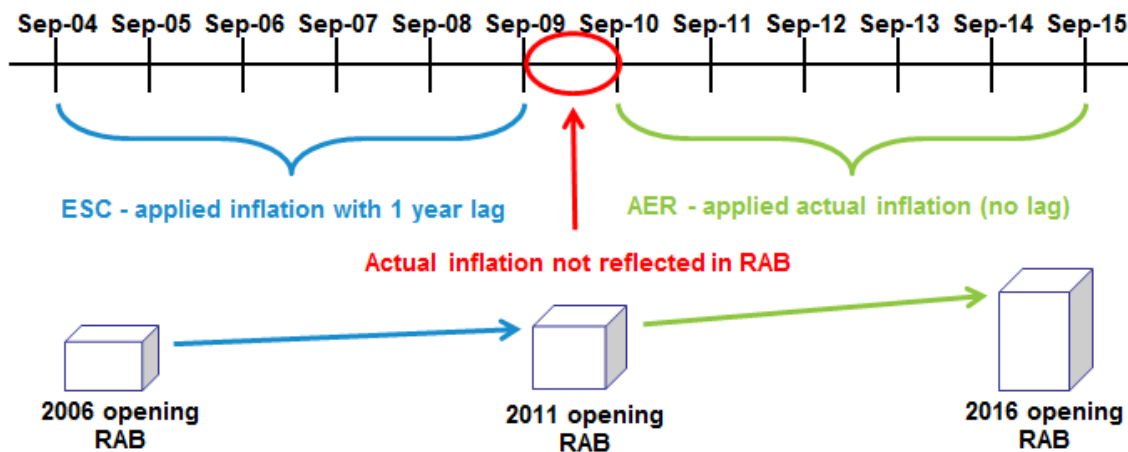 Sep-04 Sep-05 Sep-06 Sep-07 Sep-08 Sep-09 Sep-10 Sep-11 Sep-12 Sep-13 Sep-14 Sep-15
ESC - applied inflation with 1 year lag
AER - applied actual inflation (no lag)
Actual inflation not reflected in RAB
2006 opening
RAB
2011 opening
RAB
2016 opening
RAB